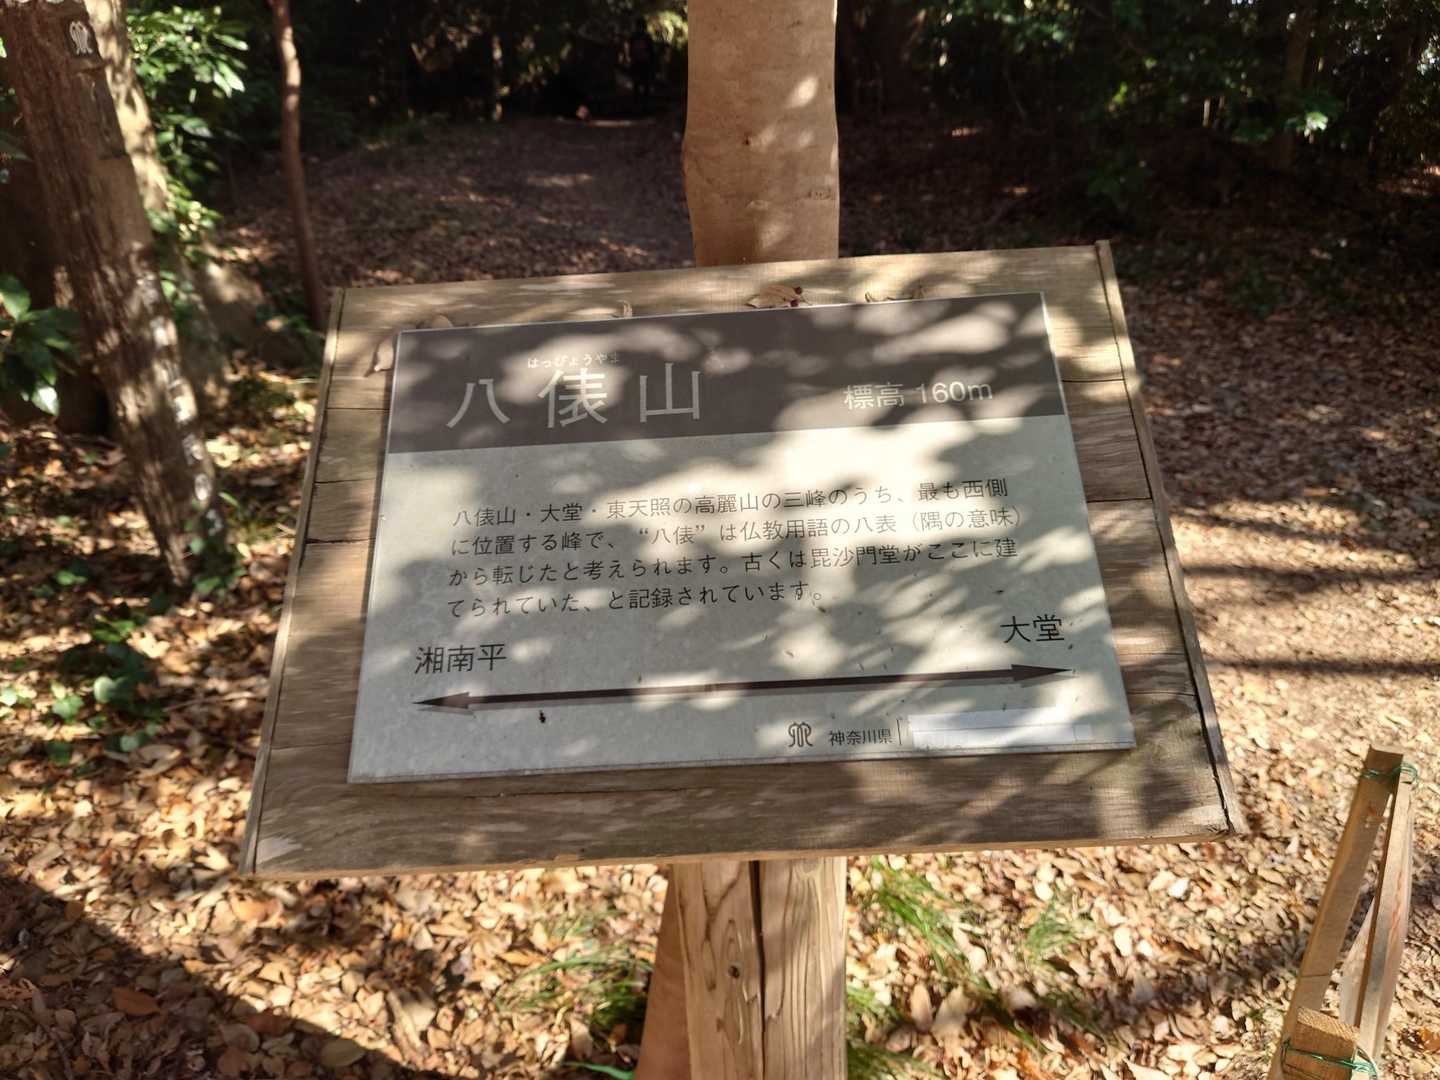 はっぴょうやま
八俵山 標高 160m
八俵山・大堂・東天照の高麗山の三峰のうち、最も西側
に位置する峰で、“八俵”は仏教用語の八表（隅の意味）
から転じたと考えられます。古くは毘沙門堂がここに建
てられていた、と記録されています。
湘南平 大堂
神奈川県